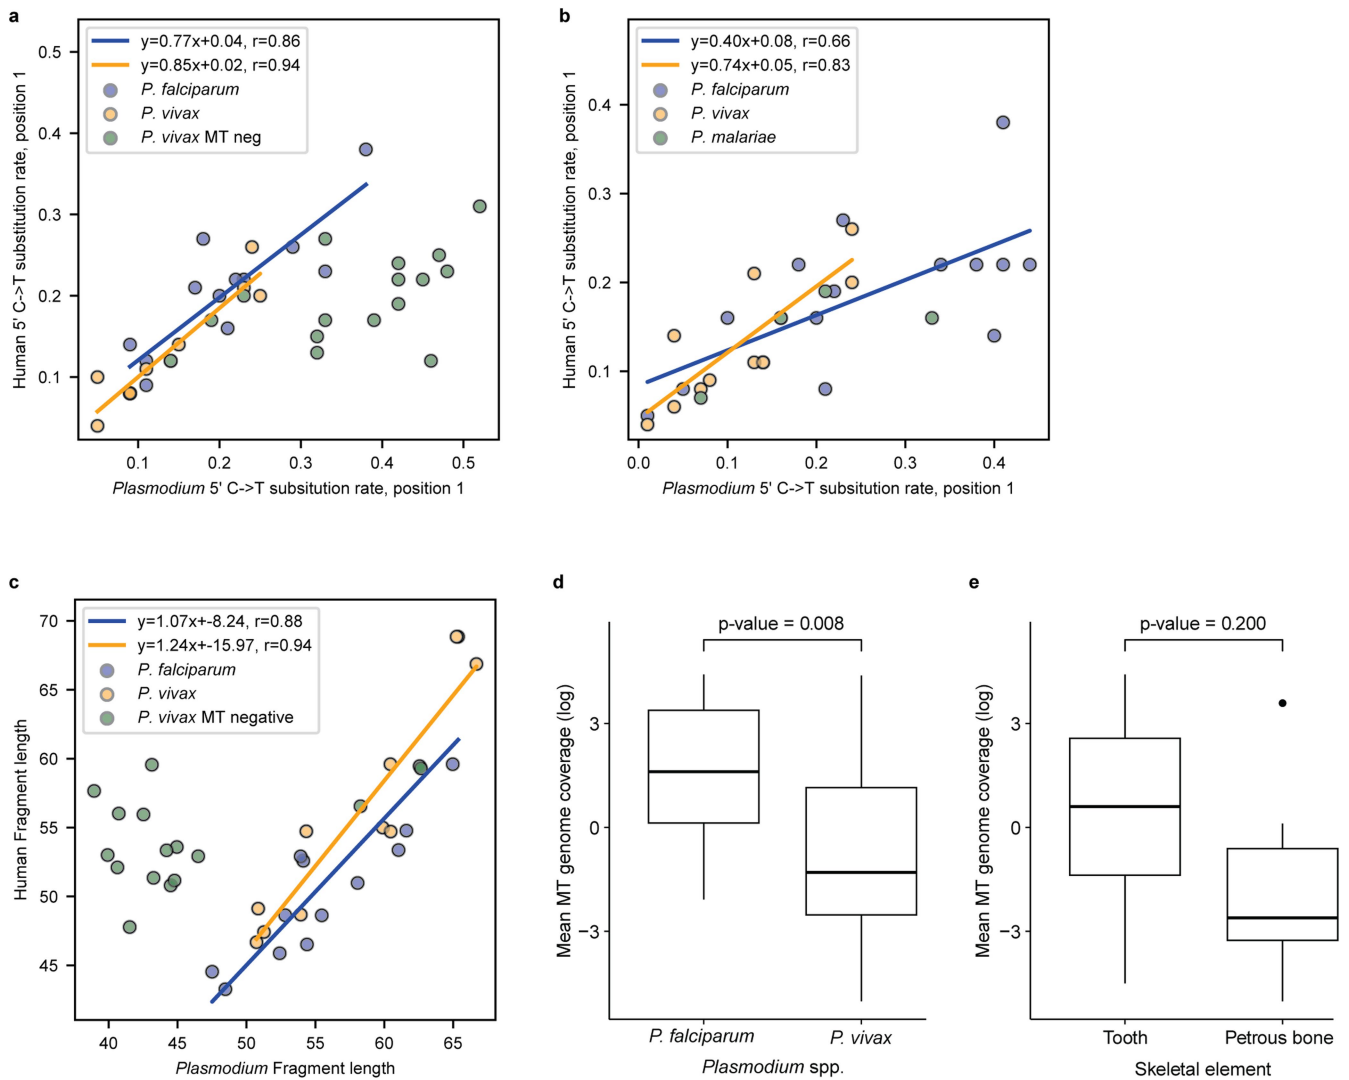 a
y=0.77x+0.04, r=0.86
y=0.85x+0.02, r=0.94
P. falciparum
P. vivax
P. vivax MT neg
Human 5' C->T substitution rate, position 1
0.5
0.4
0.3
0.2
0.1
0.1 0.2 0.3 0.4 0.5
Plasmodium 5' C->T subsitution rate, position 1
b
y=0.40x+0.08, r=0.66
y=0.74x+0.05, r=0.83
P. falciparum
P. vivax
P. malariae
Human 5' C->T substitution rate, position 1
0.4
0.3
0.2
0.1
0.0 0.1 0.2 0.3 0.4
Plasmodium 5' C->T subsitution rate, position 1
c
y=1.07x+-8.24, r=0.88
y=1.24x+-15.97, r=0.94
P. falciparum
P. vivax
P. vivax MT negative
Human Fragment length
70
65
60
55
50
45
40 45 50 55 60 65
Plasmodium Fragment length
d
p-value = 0.008
Mean MT genome coverage (log)
3
0
−3
P. falciparum P. vivax
Plasmodium spp.
e
p-value = 0.200
Mean MT genome coverage (log)
3
0
−3
Tooth Petrous bone
Skeletal element